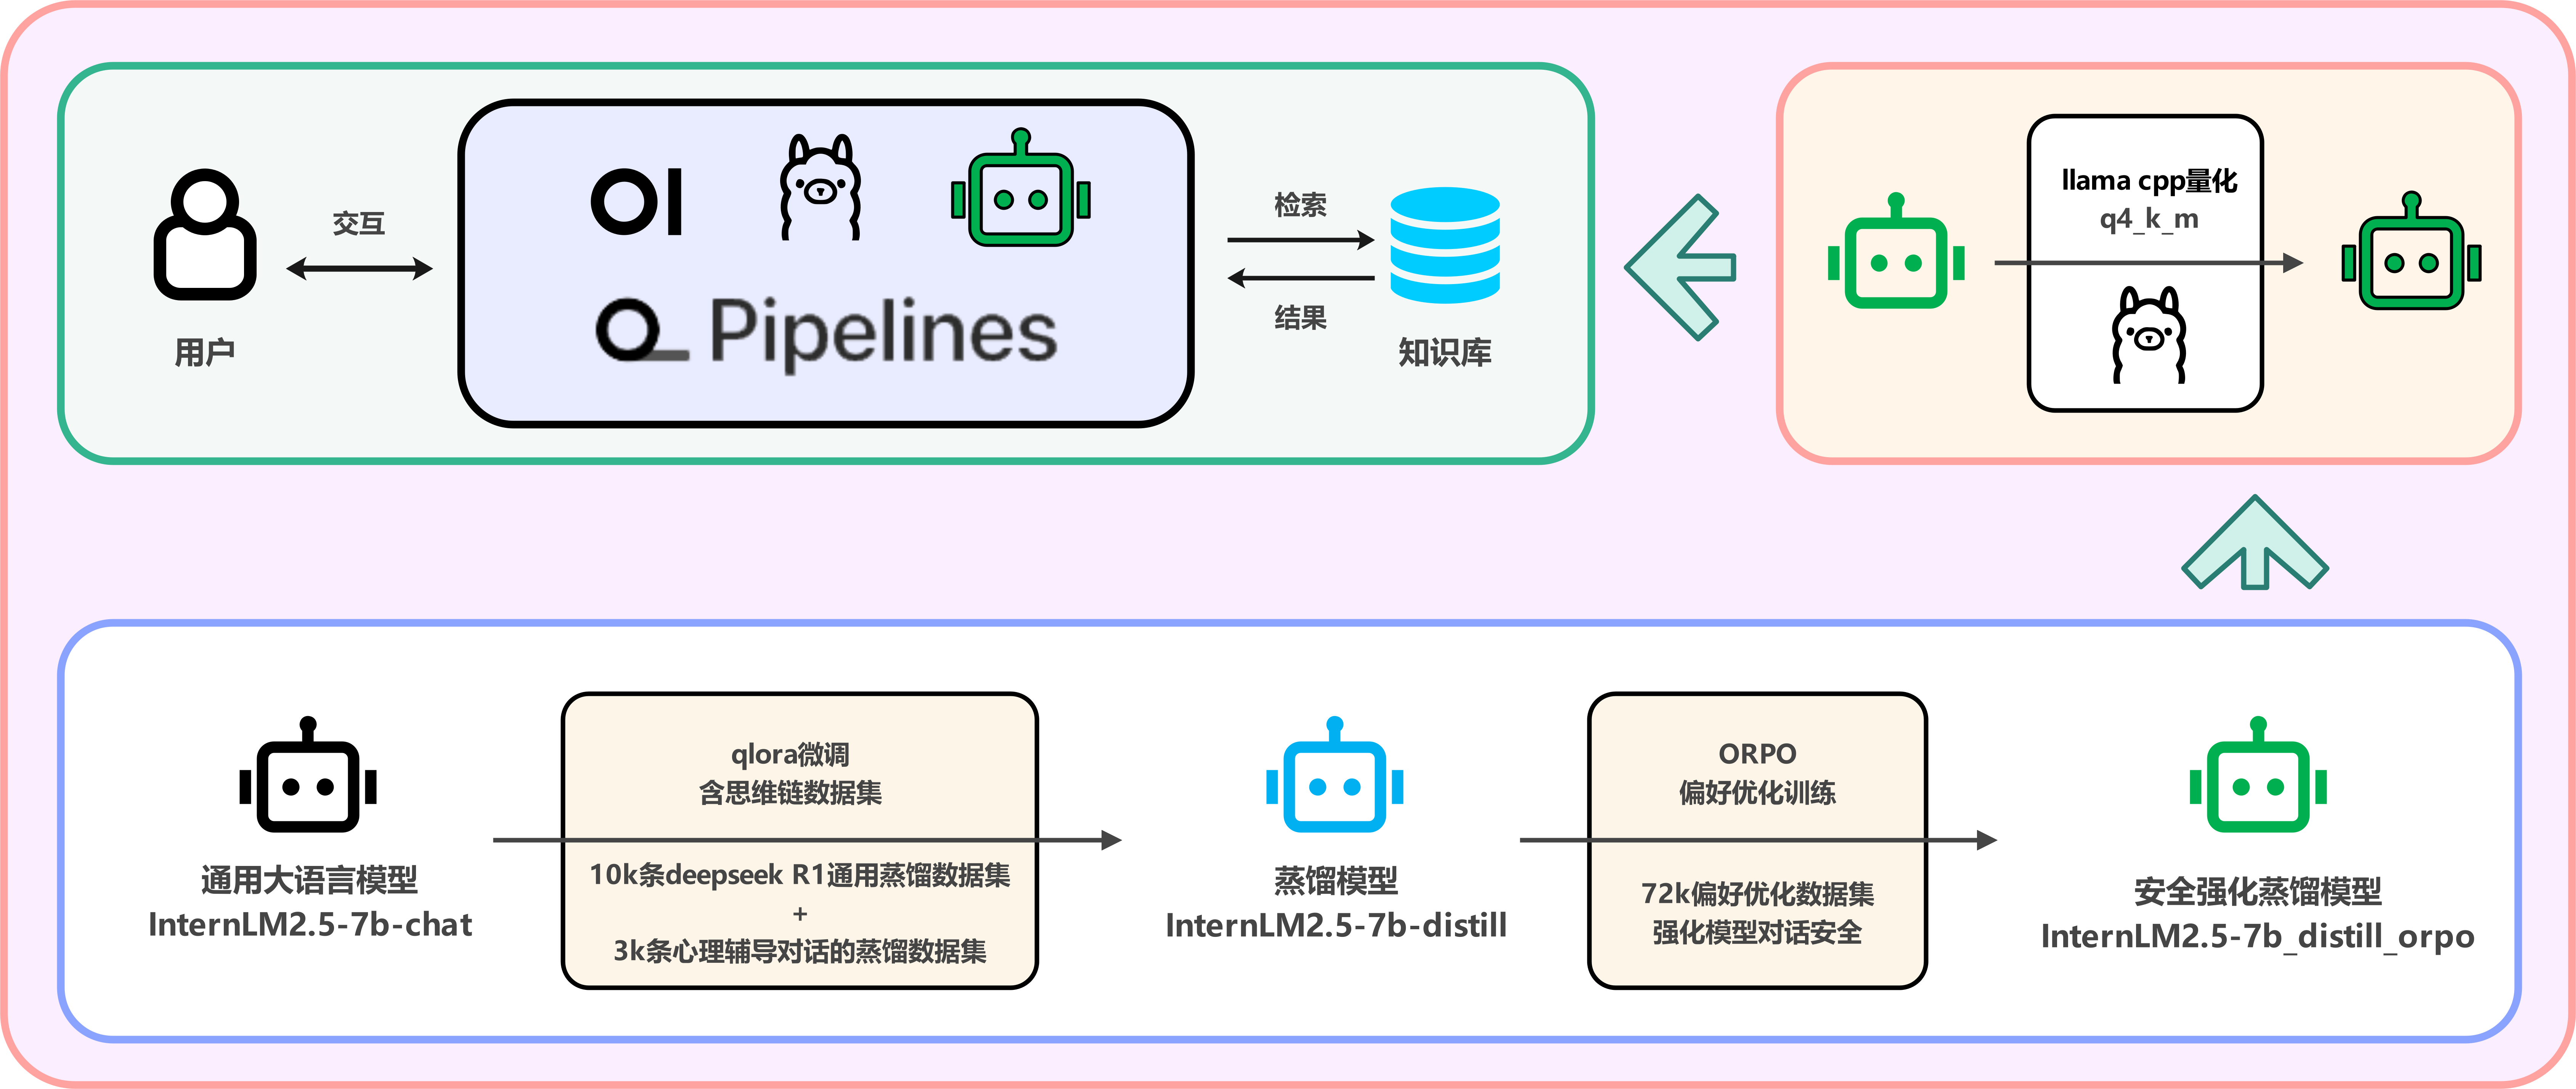 用户
交互
OI
Pipelines
检索
结果
知识库
llama cpp量化
q4_k_m
通用大语言模型
InternLM2.5-7b-chat
qlora微调
含思维链数据集
10k条deepseek R1通用蒸馏数据集
+
3k条心理辅导对话的蒸馏数据集
蒸馏模型
InternLM2.5-7b-distill
ORPO
偏好优化训练
72k偏好优化数据集
强化模型对话安全
安全强化蒸馏模型
InternLM2.5-7b_distill_orpo